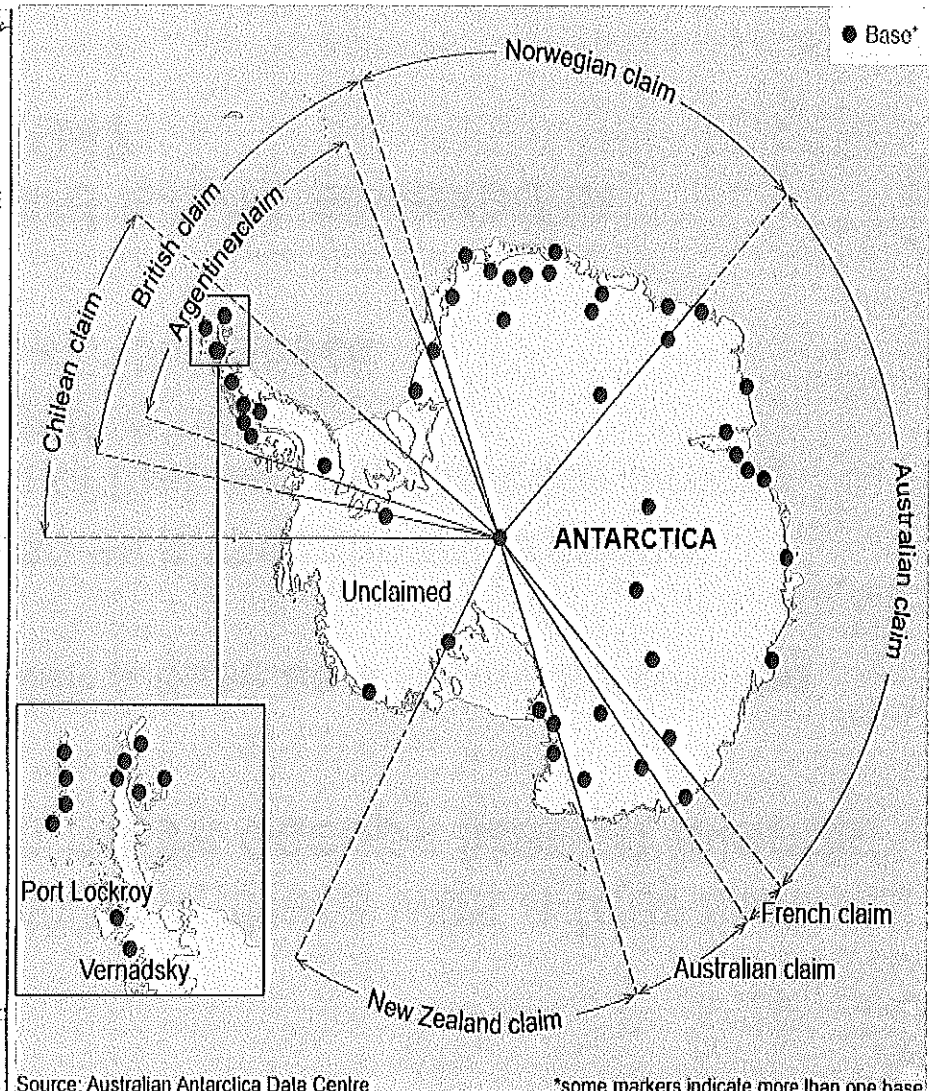 Base*
Norwegian claim
British claim
Argentine claim
Chilean claim
Australian claim
ANTARCTICA
Unclaimed
Port Lockroy
Vernadsky
French claim
Australian claim
New Zealand claim
Source: Australian Antarctica Data Centre
*some markers indicate more than one base